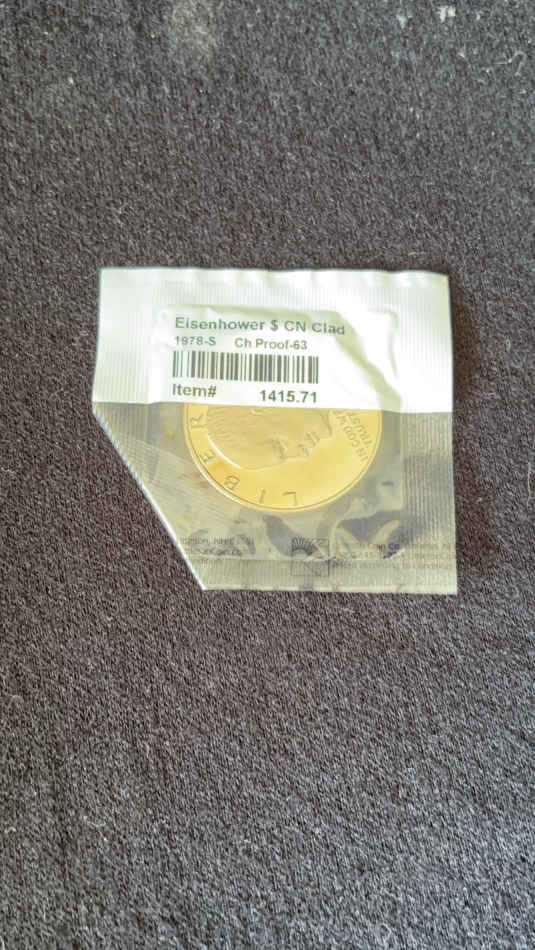 Eisenhower $ CN Clad
1978-S Ch Proof-63
Item# 1415.71
IN GOD WE
TRUST
LIBER